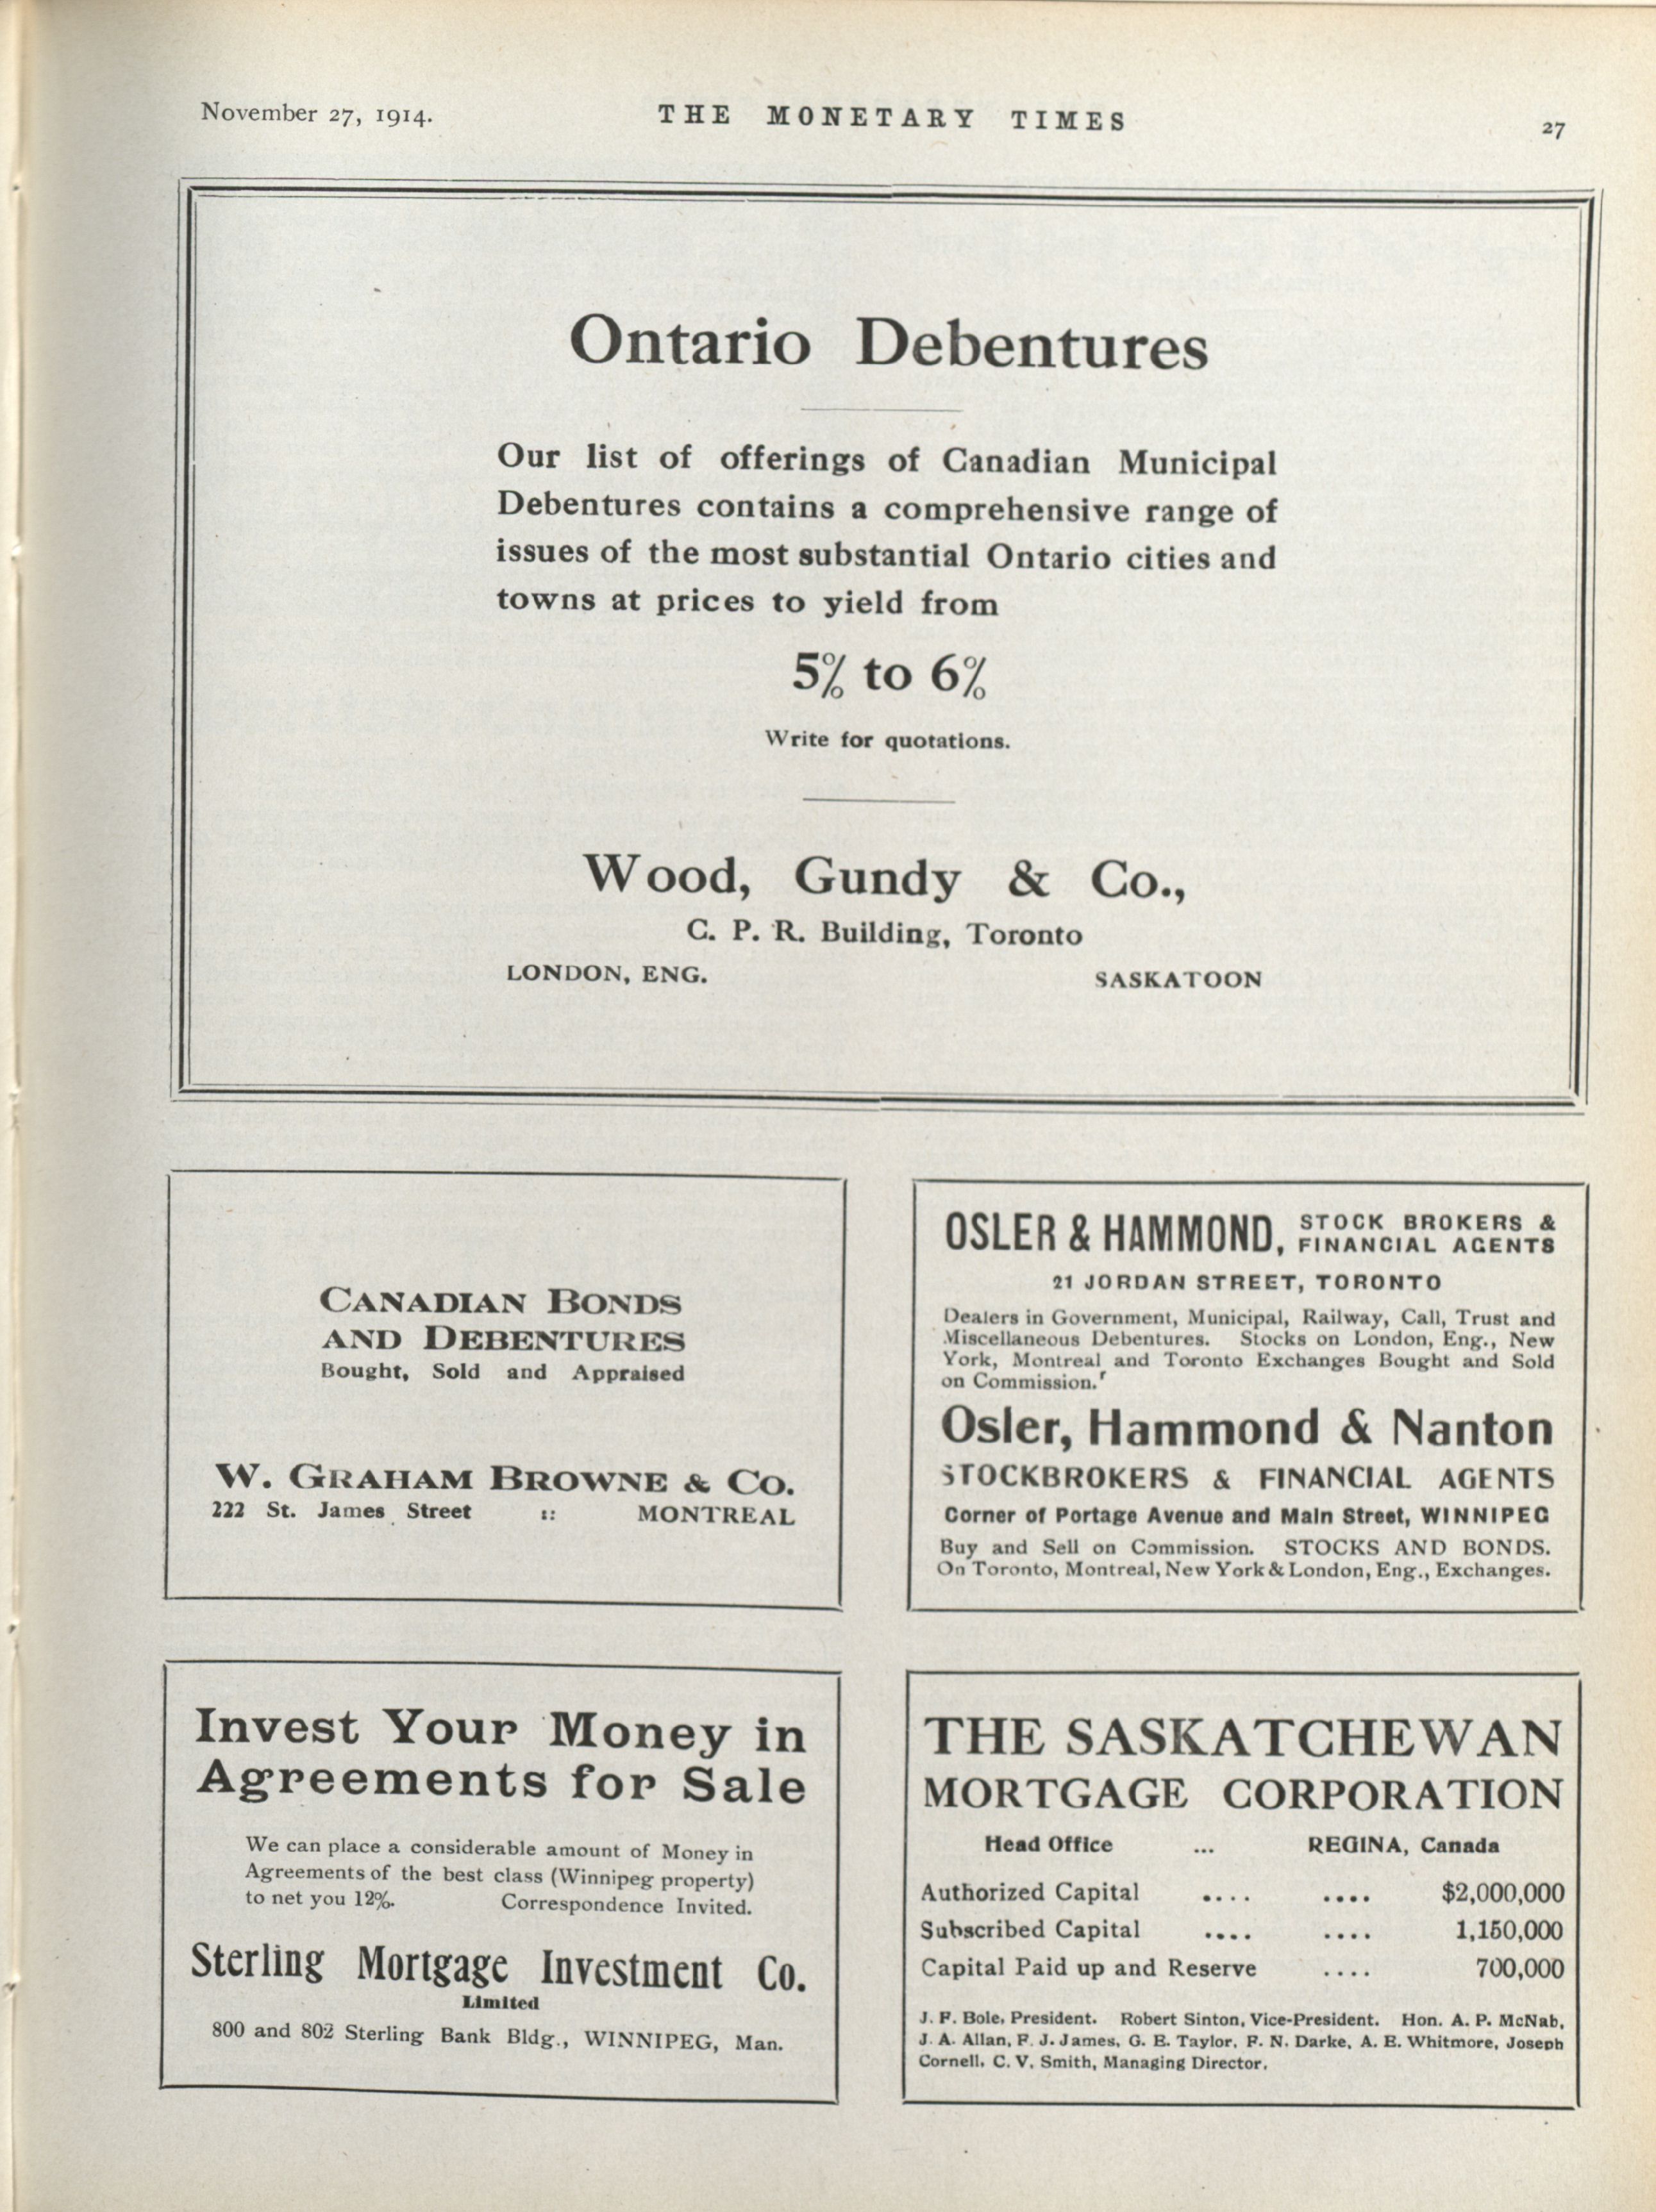 November 27, 1914.
THE MONETARY TIMES
27
Ontario Debentures
Our list of offerings of Canadian Municipal
Debentures contains a comprehensive range of
issues of the most substantial Ontario cities and
towns at prices to yield from
5% to 6%
Write for quotations.
Wood, Gundy & Co.,
C. P. R. Building, Toronto
LONDON, ENG. SASKATOON
CANADIAN BONDS
AND DEBENTURES
Bought, Sold and Appraised
W. GRAHAM BROWNE & CO.
222 St. James Street :: MONTREAL
OSLER & HAMMOND, STOCK BROKERS &
FINANCIAL AGENTS
21 JORDAN STREET, TORONTO
Dealers in Government, Municipal, Railway, Call, Trust and
Miscellaneous Debentures. Stocks on London, Eng., New
York, Montreal and Toronto Exchanges Bought and Sold
on Commission.
Osler, Hammond & Nanton
STOCKBROKERS & FINANCIAL AGENTS
Corner of Portage Avenue and Main Street, WINNIPEG
Buy and Sell on Commission. STOCKS AND BONDS.
On Toronto, Montreal, New York & London, Eng., Exchanges.
Invest Your Money in
Agreements for Sale
We can place a considerable amount of Money in
Agreements of the best class (Winnipeg property)
to net you 12%. Correspondence Invited.
Sterling Mortgage Investment Co.
Limited
800 and 802 Sterling Bank Bldg., WINNIPEG, Man.
THE SASKATCHEWAN
MORTGAGE CORPORATION
Head Office ... REGINA, Canada
Authorized Capital .... .... $2,000,000
Subscribed Capital .... .... 1,150,000
Capital Paid up and Reserve .... 700,000
J. F. Bole, President. Robert Sinton, Vice-President. Hon. A. P. McNab,
J. A. Allan, F. J. James, G. E. Taylor, F. N. Darke, A. E. Whitmore, Joseph
Cornell, C. V. Smith, Managing Director.